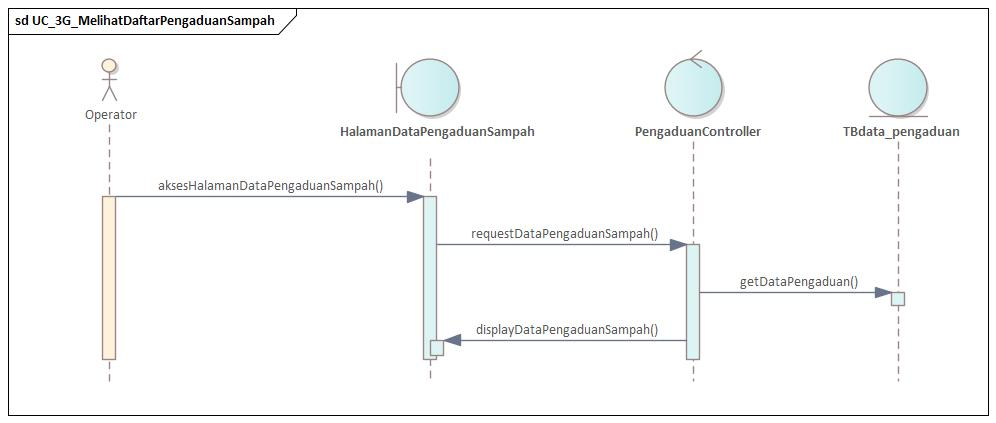 sd UC_3G_MelihatDaftarPengaduanSampah
Operator
HalamanDataPengaduanSampah
PengaduanController
TBdata_pengaduan
aksesHalamanDataPengaduanSampah()
requestDataPengaduanSampah()
getDataPengaduan()
displayDataPengaduanSampah()